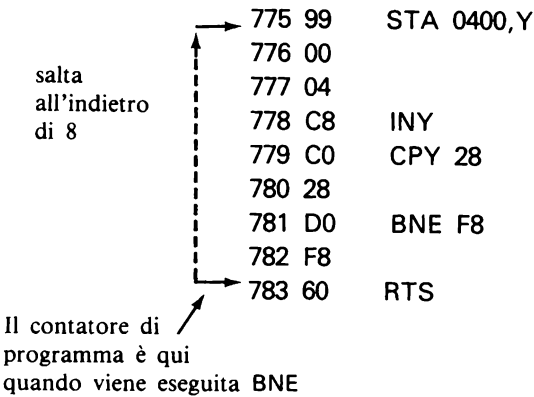 775 99 STA 0400,Y
776 00
777 04
salta
all'indietro
di 8
778 C8 INY
779 C0 CPY 28
780 28
781 D0 BNE F8
782 F8
783 60 RTS
Il contatore di
programma è qui
quando viene eseguita BNE